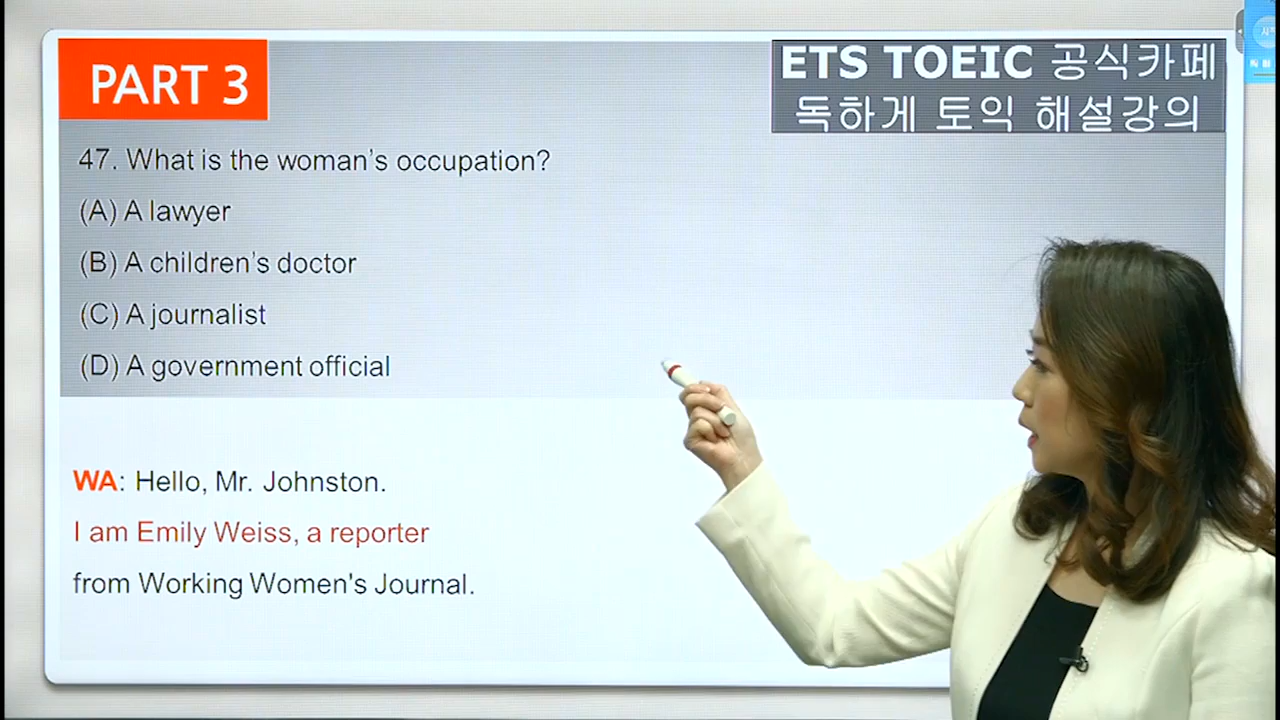 PART 3
ETS TOEIC 공식카페
독하게 토익 해설강의
47. What is the woman's occupation?
(A) A lawyer
(B) A children's doctor
(C) A journalist
(D) A government official
WA: Hello, Mr. Johnston.
I am Emily Weiss, a reporter
from Working Women's Journal.